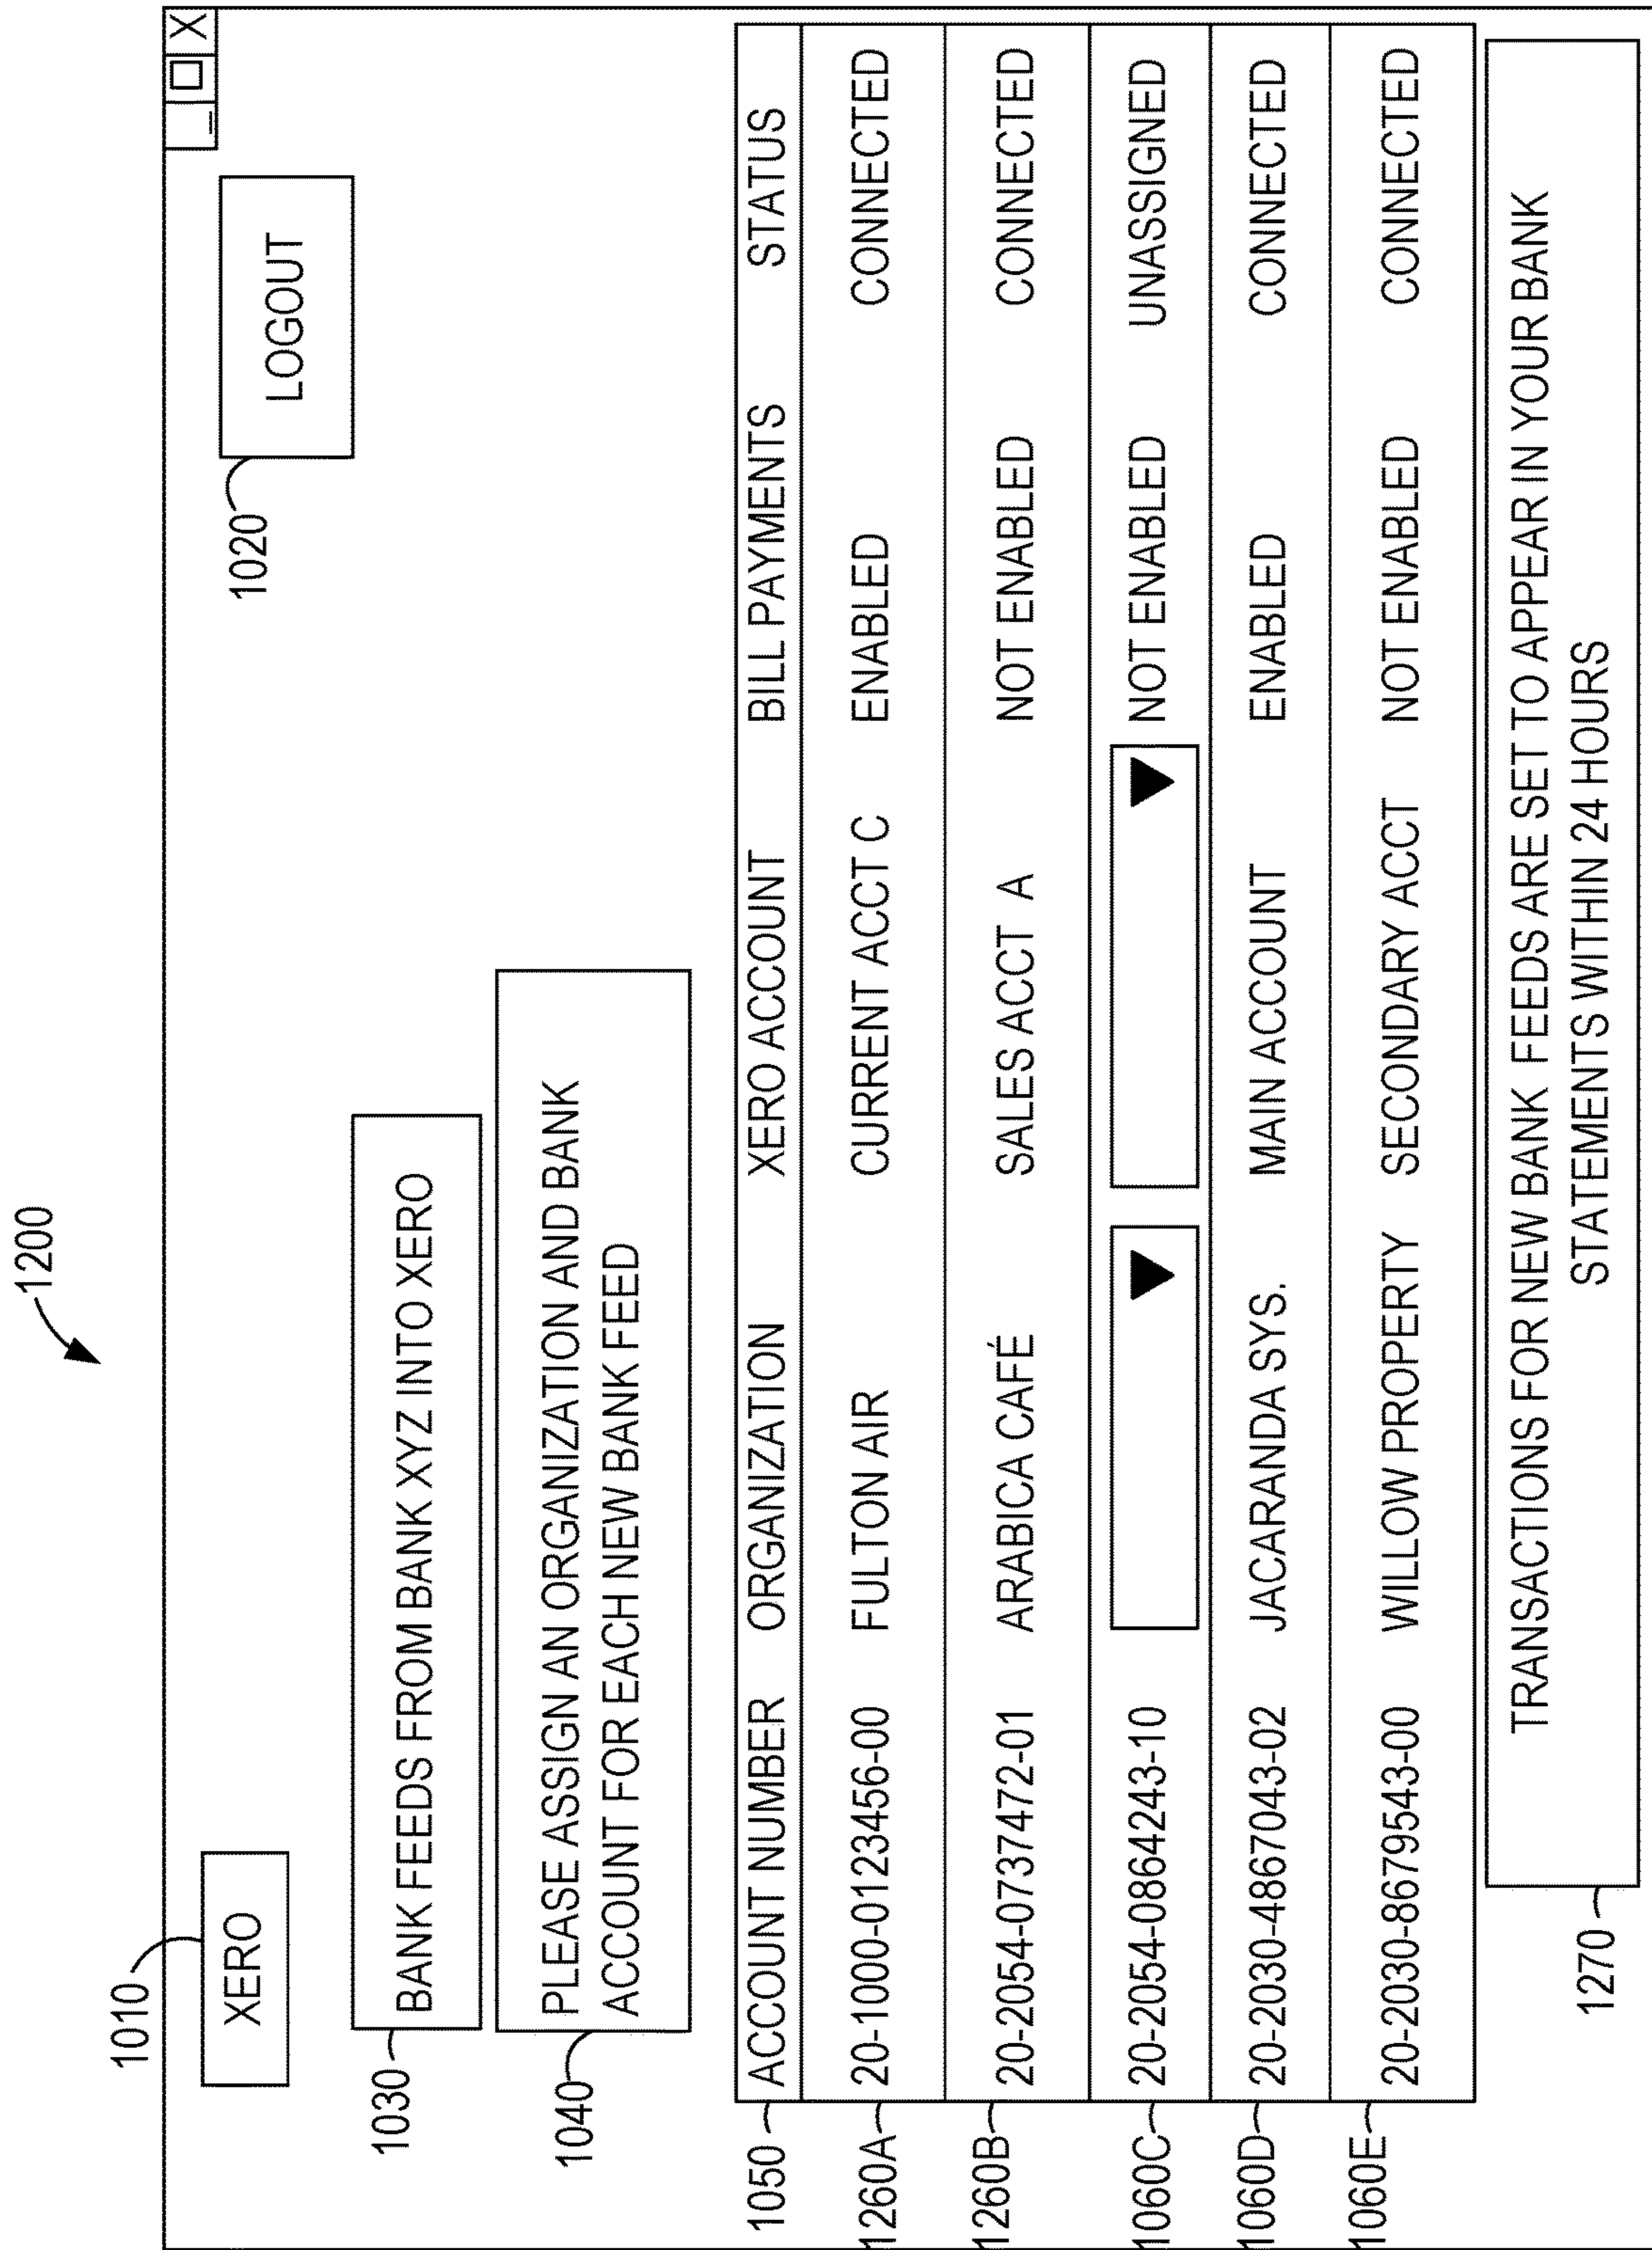 1200
1010
XERO
LOGOUT
1020
_ □ X
1030
BANK FEEDS FROM BANK XYZ INTO XERO
1040
PLEASE ASSIGN AN ORGANIZATION AND BANK
ACCOUNT FOR EACH NEW BANK FEED
1050 ACCOUNT NUMBER ORGANIZATION XERO ACCOUNT BILL PAYMENTS STATUS
1260A 20-1000-0123456-00 FULTON AIR CURRENT ACCT C ENABLED CONNECTED
1260B 20-2054-0737472-01 ARABICA CAFÉ SALES ACCT A NOT ENABLED CONNECTED
1060C 20-2054-0864243-10 NOT ENABLED UNASSIGNED
1060D 20-2030-4867043-02 JACARANDA SYS. MAIN ACCOUNT ENABLED CONNECTED
1060E 20-2030-8679543-00 WILLOW PROPERTY SECONDARY ACCT NOT ENABLED CONNECTED
TRANSACTIONS FOR NEW BANK FEEDS ARE SET TO APPEAR IN YOUR BANK
STATEMENTS WITHIN 24 HOURS
1270